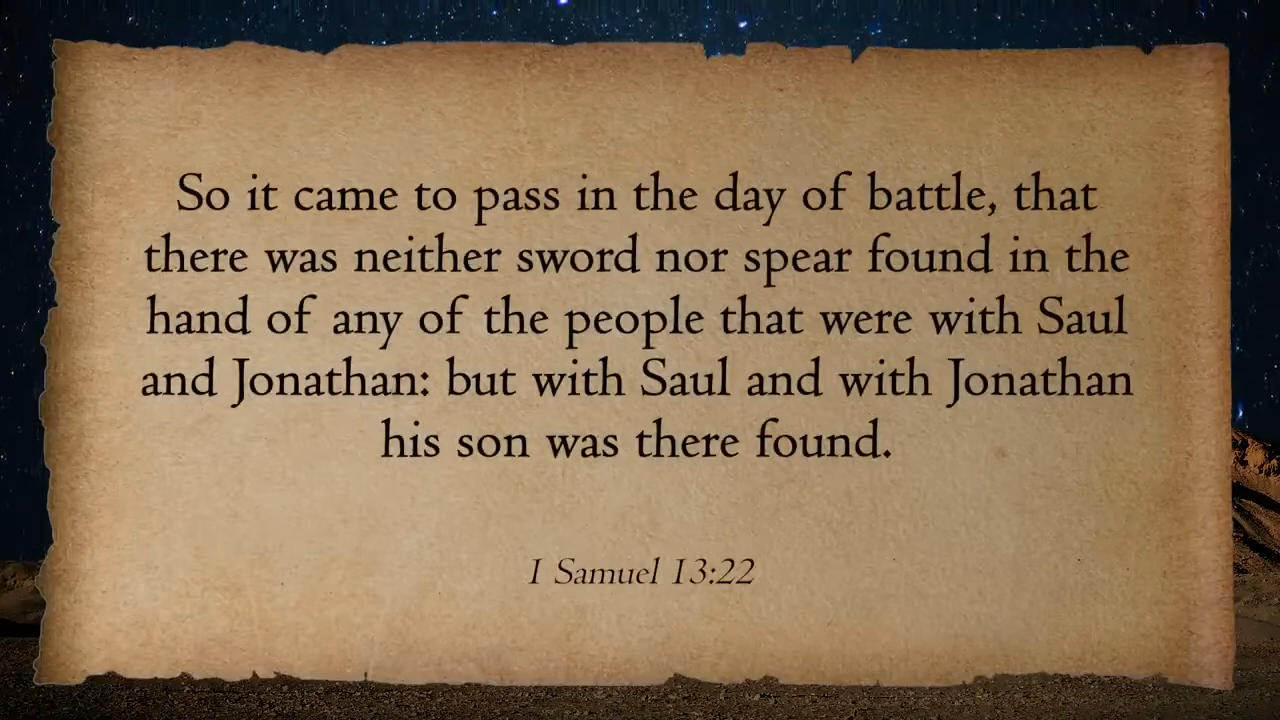 So it came to pass in the day of battle, that
there was neither sword nor spear found in the
hand of any of the people that were with Saul
and Jonathan: but with Saul and with Jonathan
his son was there found.
1 Samuel 13:22